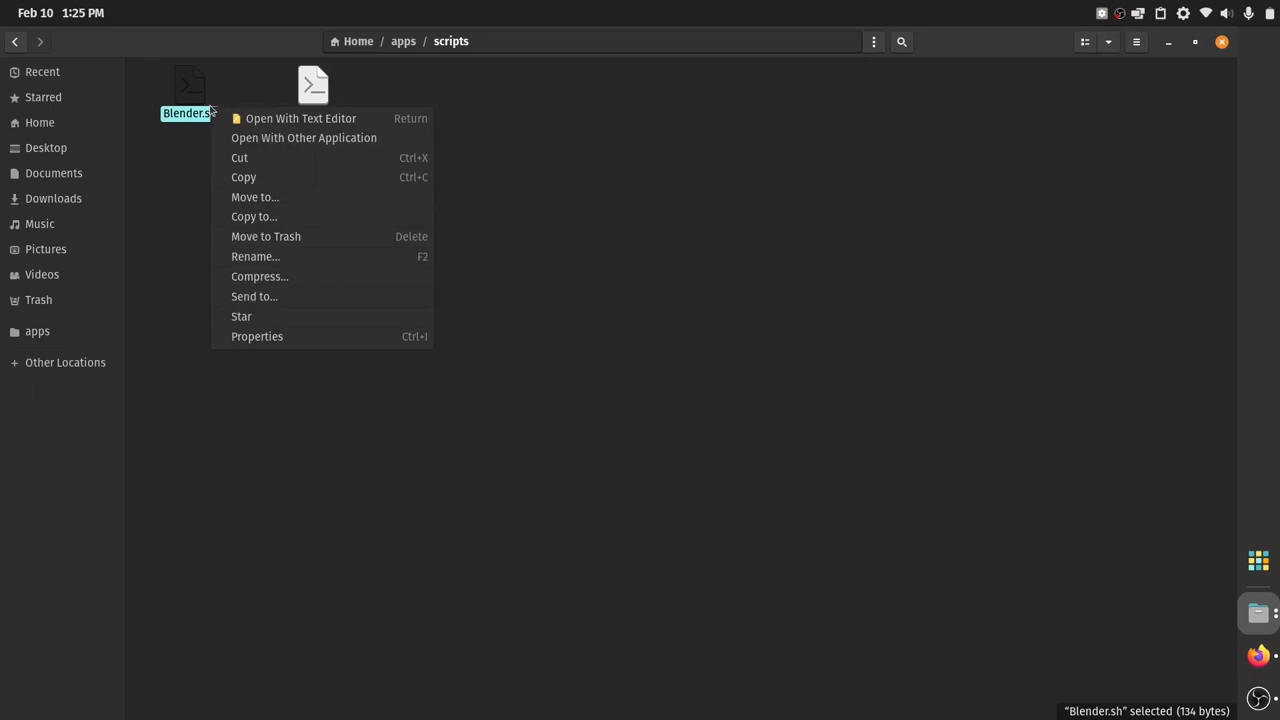 Feb 10 1:25 PM
Home apps / scripts
Recent
Starred
Home
Desktop
Documents
Downloads
Music
Pictures
Videos
Trash
apps
+ Other Locations
Blender.s
Open With Text Editor Return
Open With Other Application
Cut Ctrl+X
Copy Ctrl+C
Move to...
Copy to...
Move to Trash Delete
Rename... F2
Compress...
Send to...
Star
Properties Ctrl+I
"Blender.sh" selected (134 bytes)